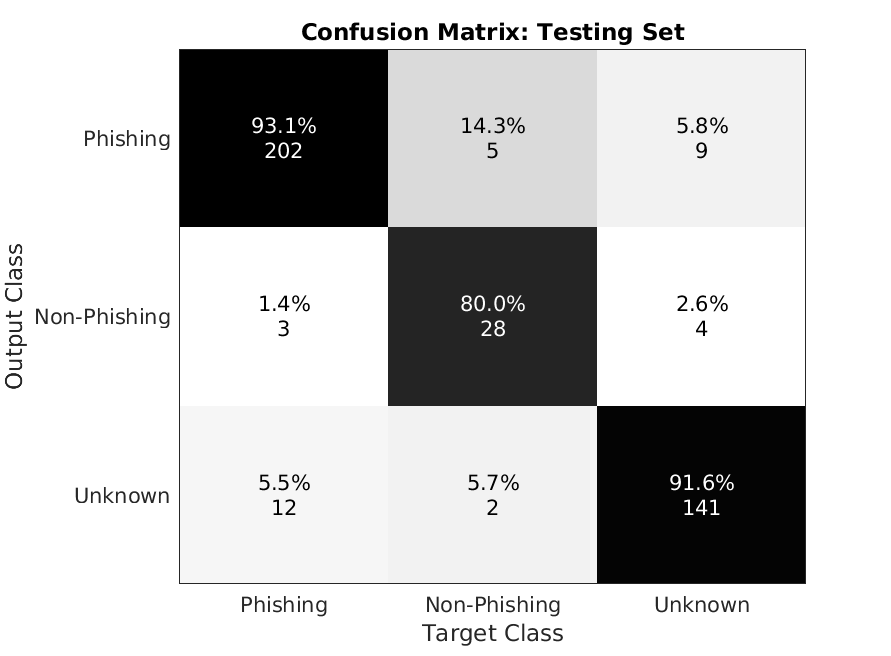 Confusion Matrix: Testing Set
Output Class
Phishing
93.1%
202
14.3%
5
5.8%
9
Non-Phishing
1.4%
3
80.0%
28
2.6%
4
Unknown
5.5%
12
5.7%
2
91.6%
141
Phishing
Non-Phishing
Unknown
Target Class